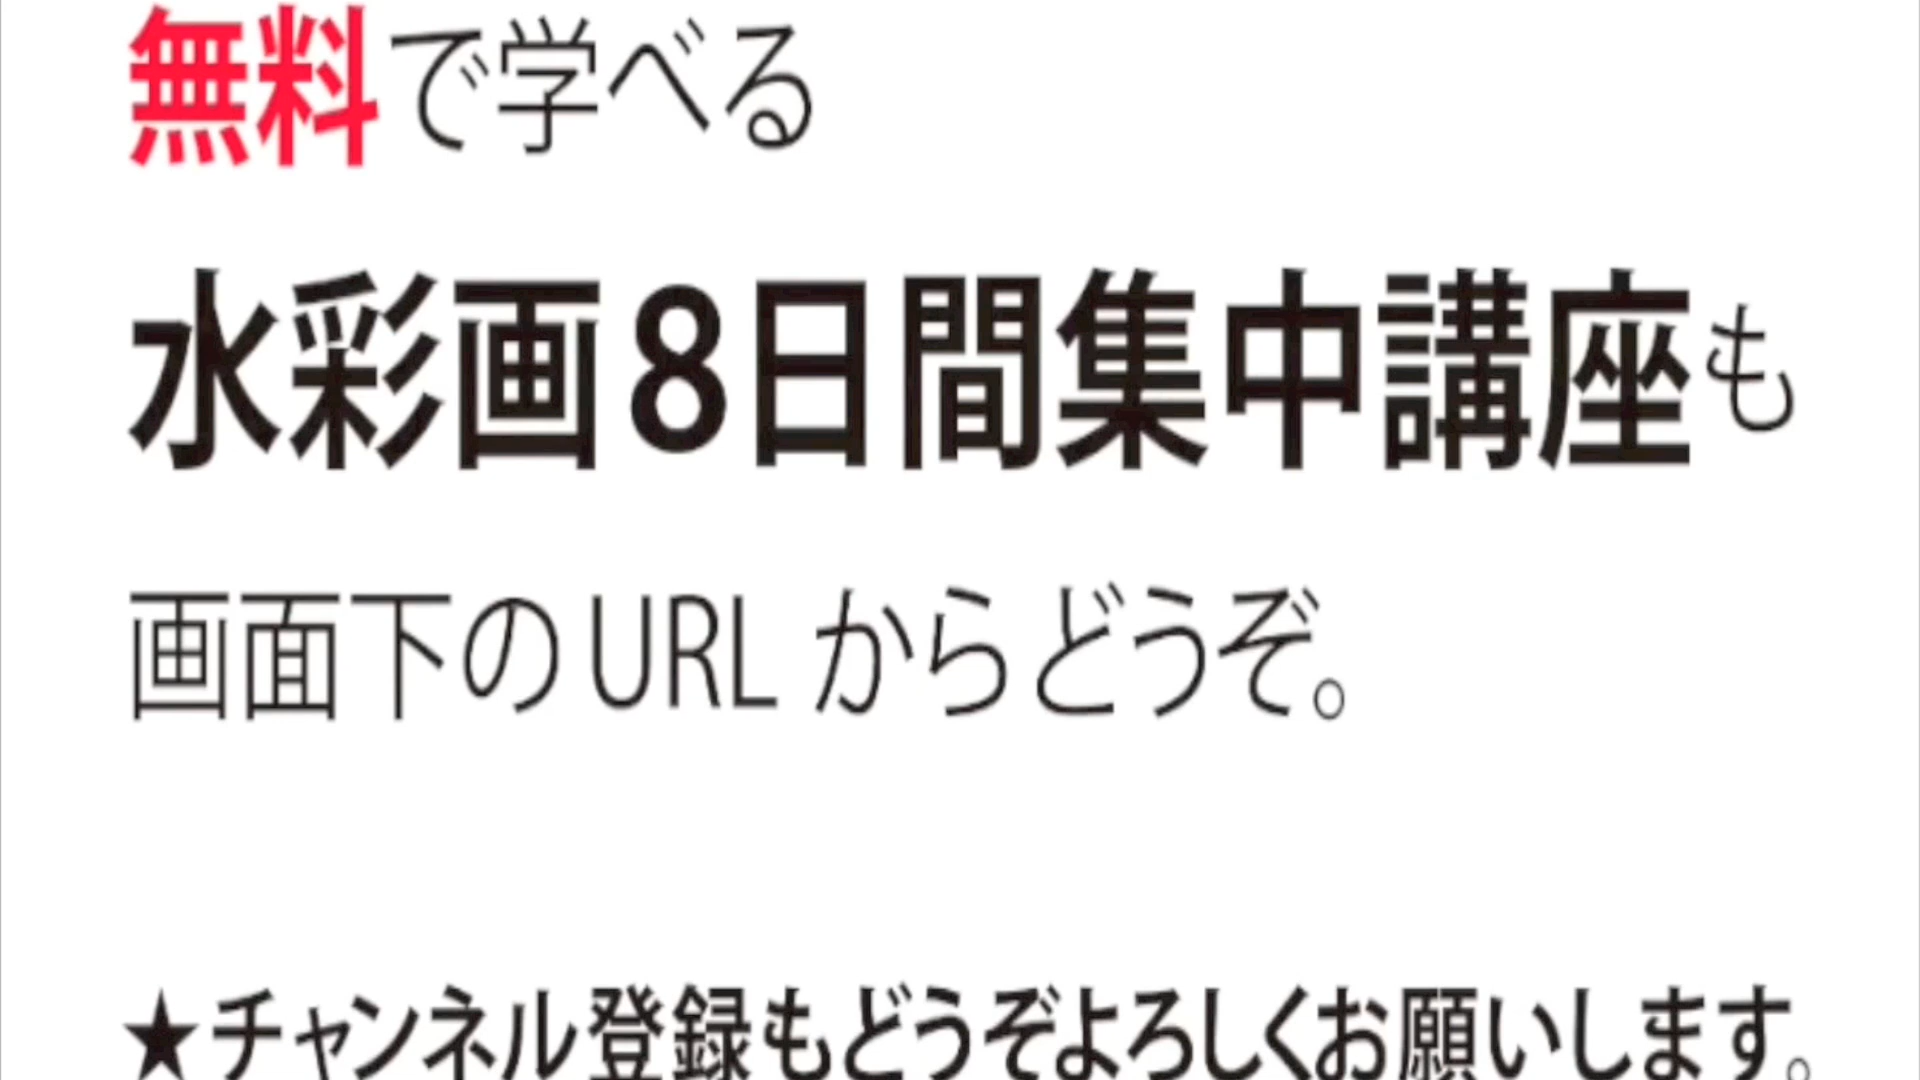 無料で学べる
水彩画8日間集中講座も
画面下のURLからどうぞ。
★チャンネル登録もどうぞよろしくお願いします。